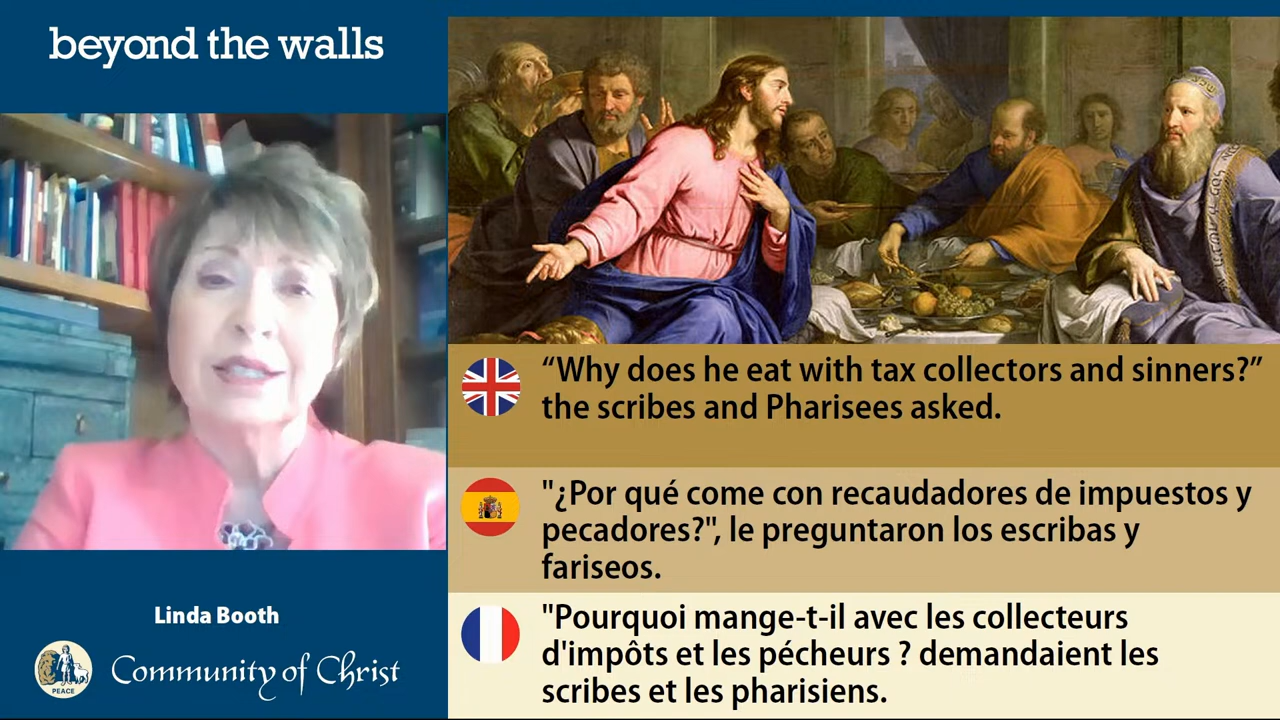 beyond the walls
“Why does he eat with tax collectors and sinners?”
the scribes and Pharisees asked.
"¿Por qué come con recaudadores de impuestos y
pecadores?", le preguntaron los escribas y
fariseos.
"Pourquoi mange-t-il avec les collecteurs
d'impôts et les pécheurs ? demandaient les
scribes et les pharisiens.
Linda Booth
PEACE
Community of Christ